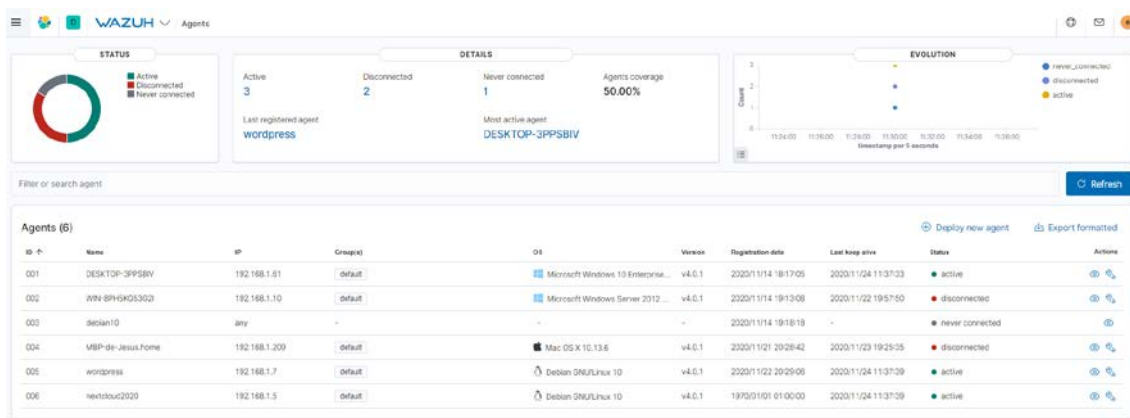 D WAZUH Agents
STATUS
Active
Disconnected
Never connected
DETAILS
Active
3
Disconnected
2
Never connected
1
Agents coverage
50.00%
Last registered agent
wordpress
Most active agent
DESKTOP-3PPSBIV
EVOLUTION
Count
3
2
1
0
11:24:00 11:26:00 11:28:00 11:30:00 11:32:00 11:34:00 11:36:00
timestamp per 5 seconds
never_connected
disconnected
active
Filter or search agent
Refresh
Agents (6)
Deploy new agent
Export formatted
ID Name IP Group(s) OS Version Registration date Last keep alive Status Actions
001 DESKTOP-3PPSBIV 192.168.1.61 default Microsoft Windows 10 Enterprise... v4.0.1 2020/11/14 18:17:05 2020/11/24 11:37:33 active
002 192.168.1.10 default Microsoft Windows Server 2012 ... v4.0.1 2020/11/14 19:13:08 2020/11/22 19:57:50 disconnected
003 debian10 any - - - 2020/11/14 19:18:18 - never connected
004 MBP-de-Jesus.home 192.168.1.209 default Mac OS X 10.13.6 v4.0.1 2020/11/21 20:28:42 2020/11/23 19:25:35 disconnected
005 wordpress 192.168.1.7 default Debian GNU/Linux 10 v4.0.1 2020/11/22 20:29:06 2020/11/24 11:37:39 active
006 nextcloud2020 192.168.1.5 default Debian GNU/Linux 10 v4.0.1 1970/01/01 01:00:00 2020/11/24 11:37:39 active